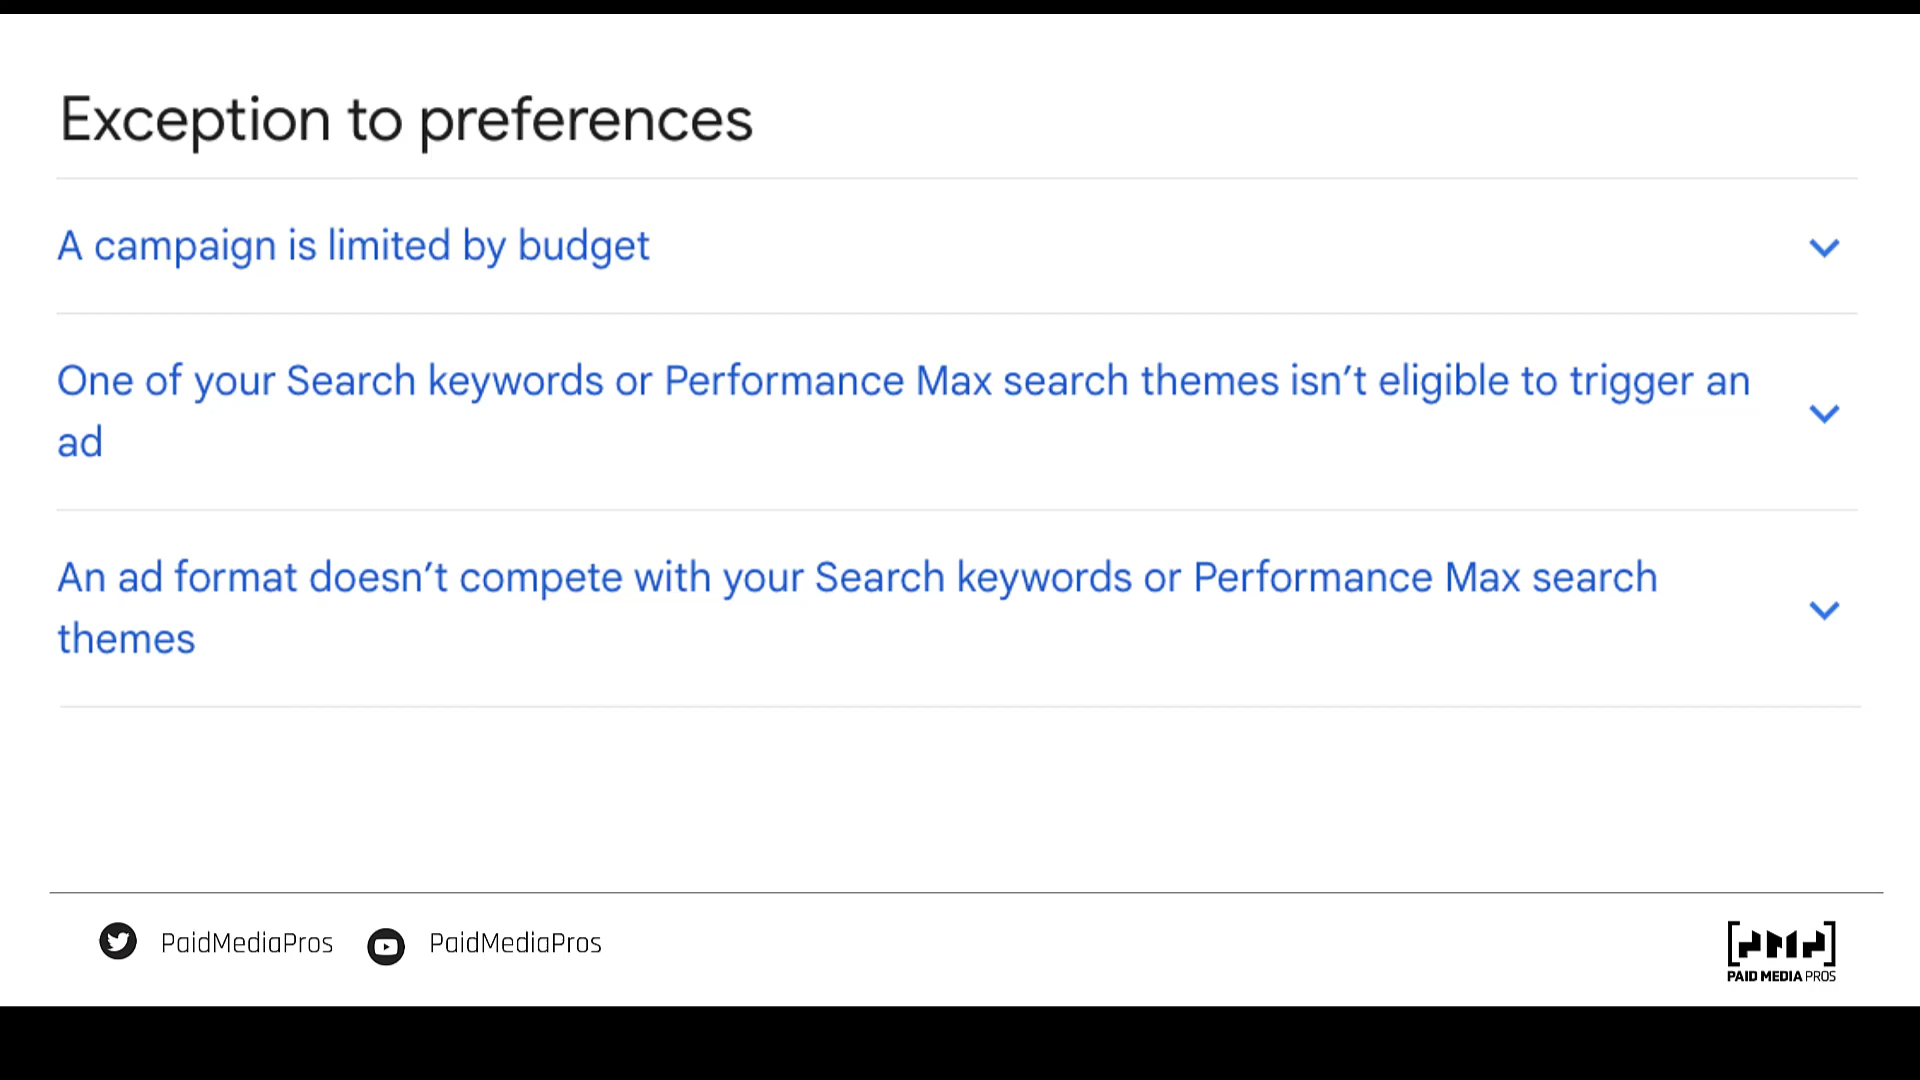 Exception to preferences
A campaign is limited by budget
One of your Search keywords or Performance Max search themes isn’t eligible to trigger an
ad
An ad format doesn’t compete with your Search keywords or Performance Max search
themes
PaidMediaPros PaidMediaPros
[PMP]
PAID MEDIA PROS